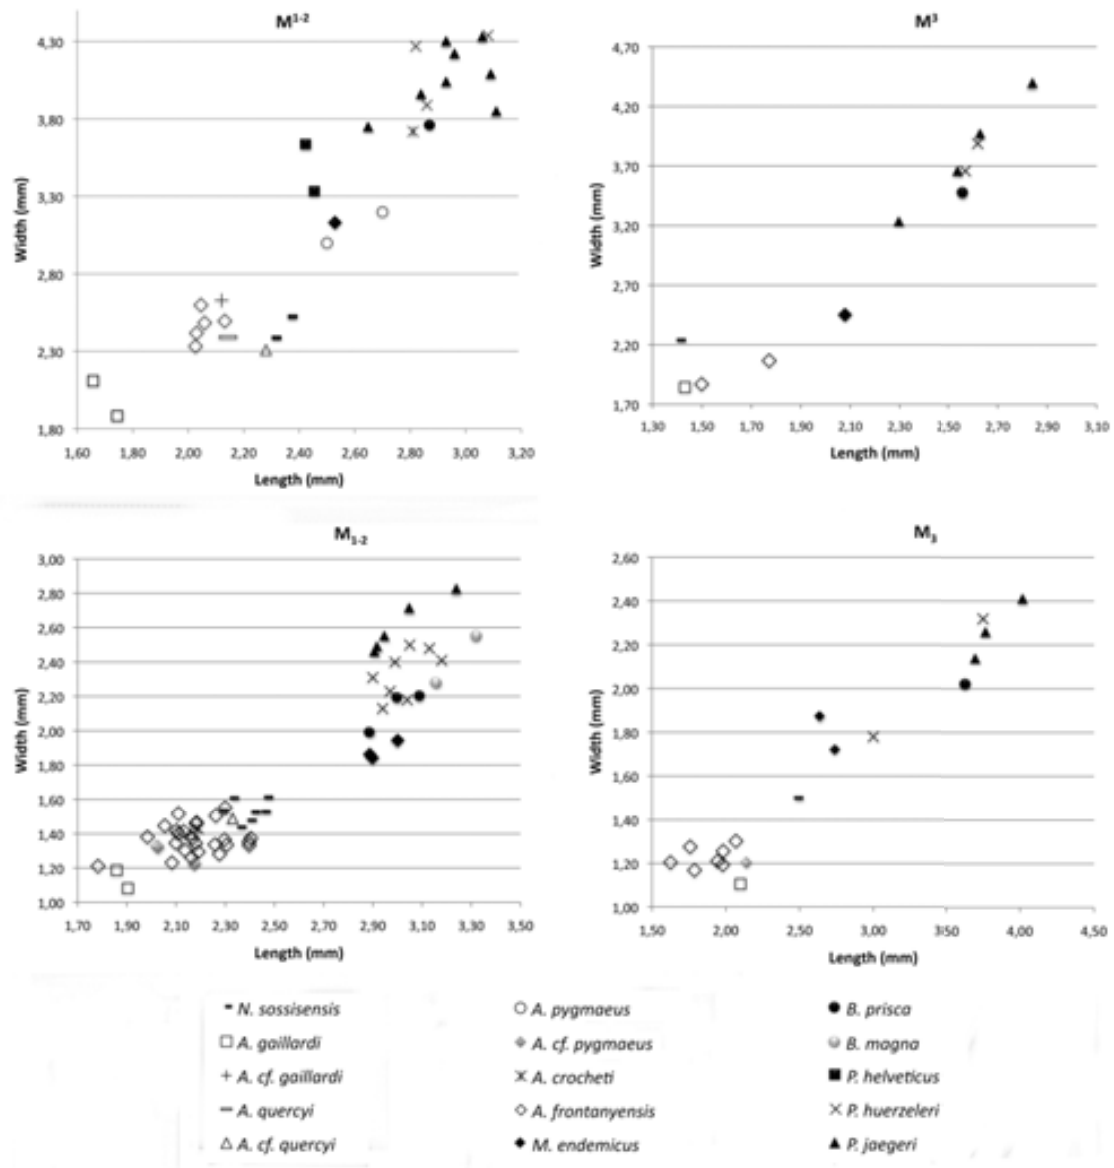 M1-2
M3
4,30
3,80
3,30
2,80
2,30
1,80
Width (mm)
1,60 1,80 2,00 2,20 2,40 2,60 2,80 3,00 3,20
Length (mm)
4,70
4,20
3,70
3,20
2,70
2,20
1,70
Width (mm)
1,30 1,50 1,70 1,90 2,10 2,30 2,50 2,70 2,90 3,10
Length (mm)
M1-2
M3
3,00
2,80
2,60
2,40
2,20
2,00
1,80
1,60
1,40
1,20
1,00
Width (mm)
1,70 1,90 2,10 2,30 2,50 2,70 2,90 3,10 3,30 3,50
Length (mm)
2,60
2,40
2,20
2,00
1,80
1,60
1,40
1,20
1,00
Width (mm)
1,50 2,00 2,50 3,00 3,50 4,00 4,50
Length (mm)
N. sossisensis
A. gaillardi
A. cf. gaillardi
A. quercyi
A. cf. quercyi
A. pygmaeus
A. cf. pygmaeus
A. crocheti
A. frontanyensis
M. endemicus
B. prisca
B. magna
P. helveticus
P. huerzeleri
P. jaegeri